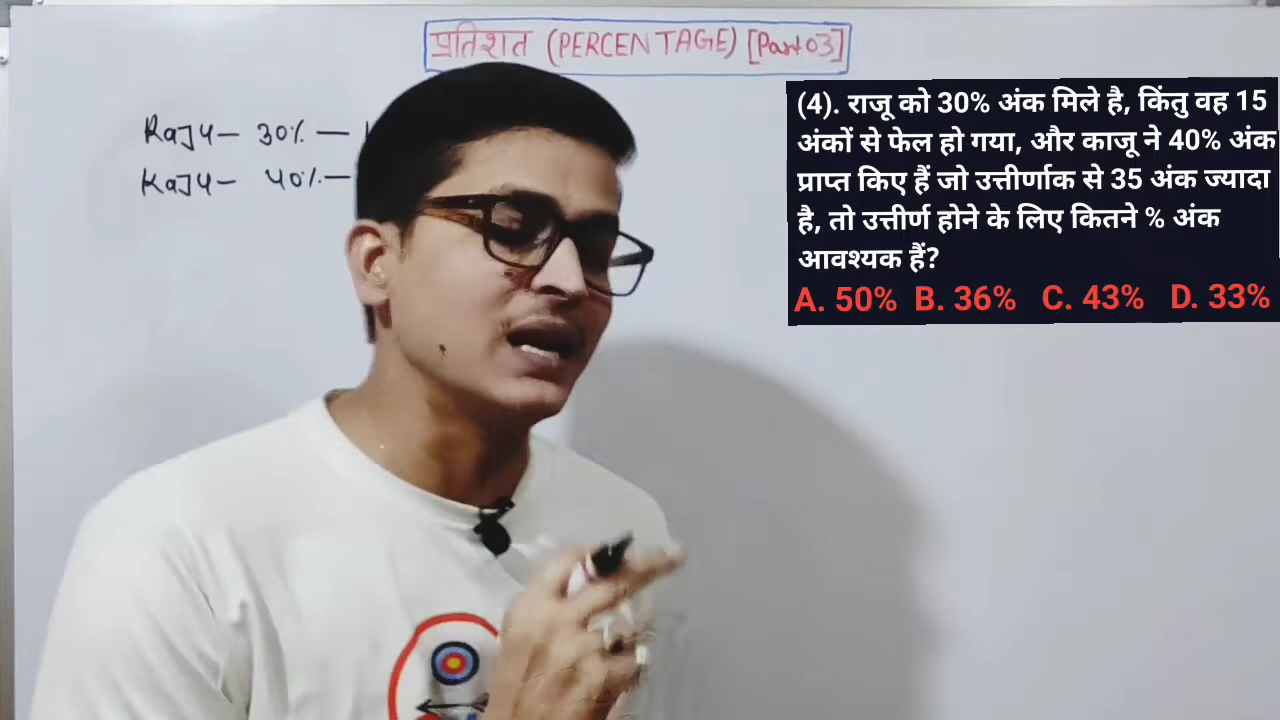 प्रतिशत (PERCENTAGE) [Part 03]
Raju – 30% —
Kaju – 40% —
(4). राजू को 30% अंक मिले है, किंतु वह 15
अंकों से फेल हो गया, और काजू ने 40% अंक
प्राप्त किए हैं जो उत्तीर्णाक से 35 अंक ज्यादा
है, तो उत्तीर्ण होने के लिए कितने % अंक
आवश्यक हैं?
A. 50% B. 36% C. 43% D. 33%